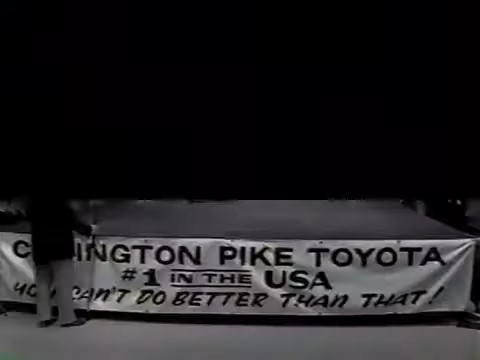 INGTON PIKE TOYOTA
#1 IN THE USA
CAN'T DO BETTER THAN THAT!